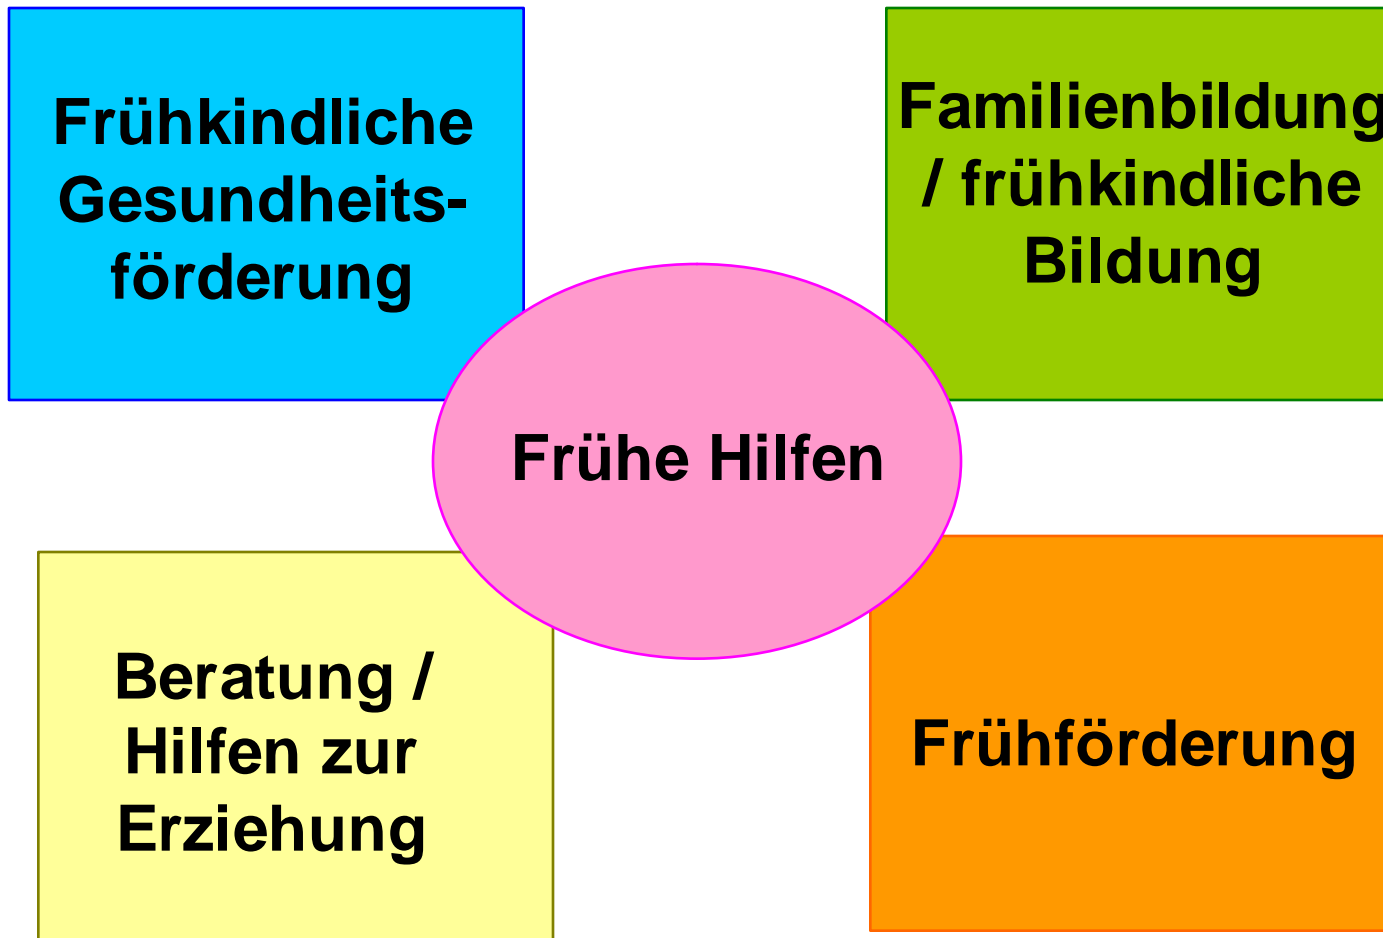 Frühkindliche
Gesundheits-
förderung
Familienbildung
/ frühkindliche
Bildung
Frühe Hilfen
Beratung /
Hilfen zur
Erziehung
Frühförderung